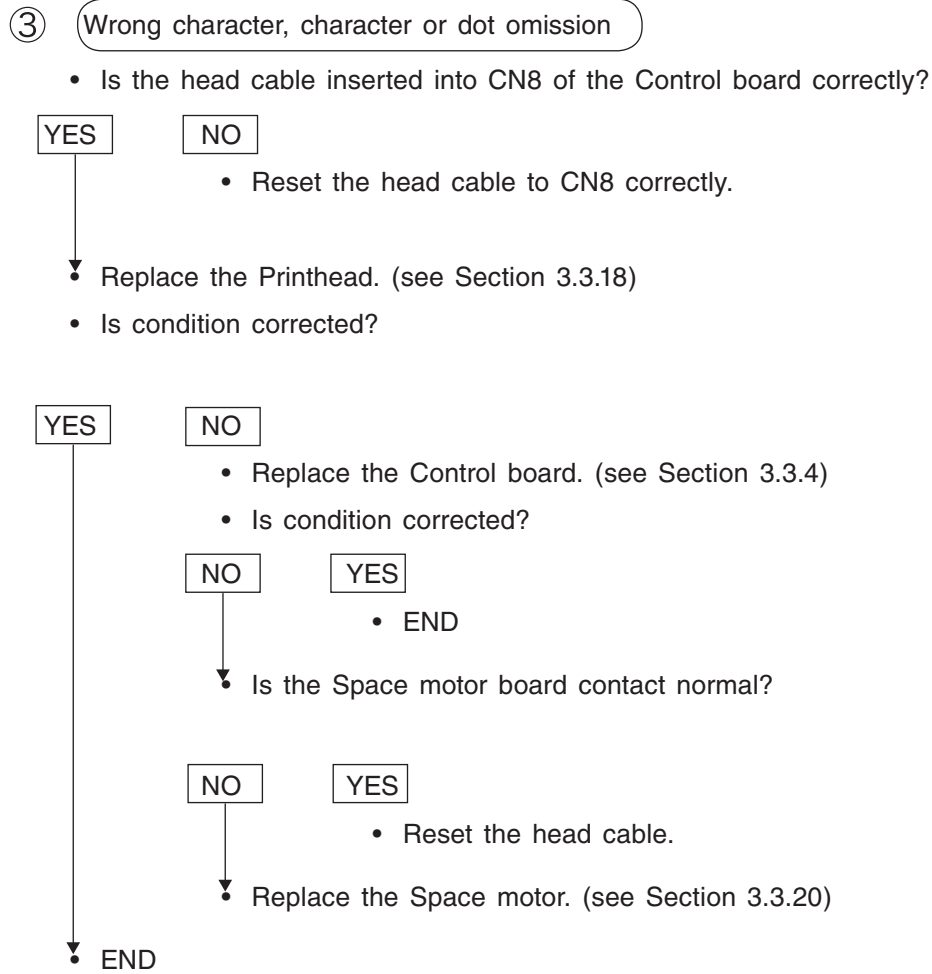 ③ Wrong character, character or dot omission
• Is the head cable inserted into CN8 of the Control board correctly?
YES NO
• Reset the head cable to CN8 correctly.
• Replace the Printhead. (see Section 3.3.18)
• Is condition corrected?
YES NO
• Replace the Control board. (see Section 3.3.4)
• Is condition corrected?
NO YES
• END
• Is the Space motor board contact normal?
NO YES
• Reset the head cable.
• Replace the Space motor. (see Section 3.3.20)
• END